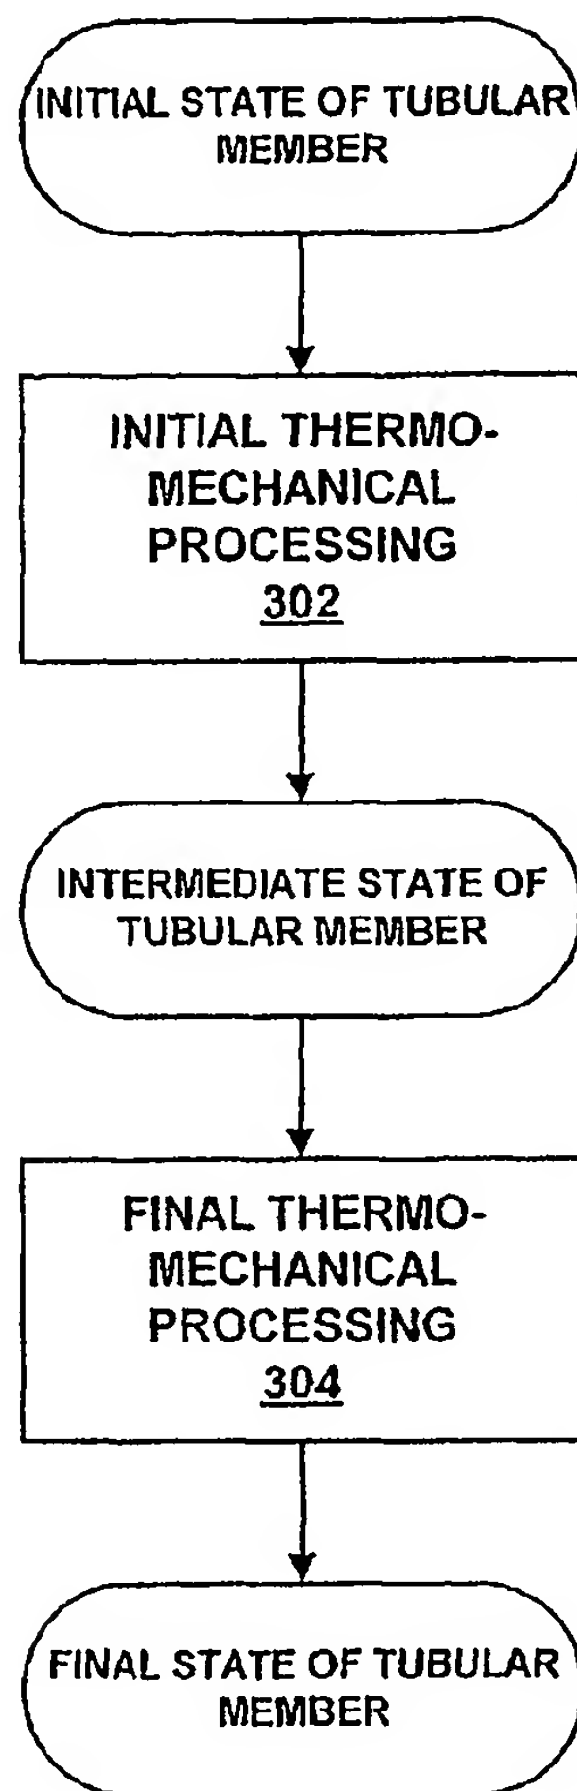 INITIAL STATE OF TUBULAR
MEMBER
INITIAL THERMO-
MECHANICAL
PROCESSING
302
INTERMEDIATE STATE OF
TUBULAR MEMBER
FINAL THERMO-
MECHANICAL
PROCESSING
304
FINAL STATE OF TUBULAR
MEMBER